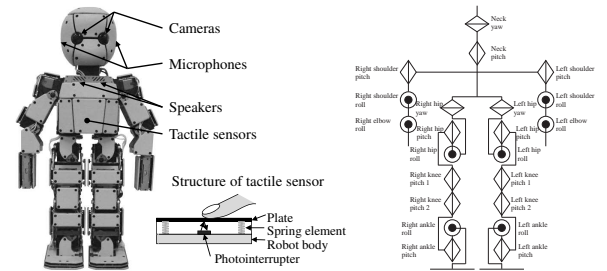 Cameras
Microphones
Speakers
Tactile sensors
Structure of tactile sensor
Plate
Spring element
Robot body
Photointerrupter
Neck
yaw
Neck
pitch
Right shoulder
pitch
Left shoulder
pitch
Right shoulder
roll
Right hip
yaw
Left hip
yaw
Left shoulder
roll
Right elbow
roll
Right hip
pitch
Left hip
pitch
Left elbow
roll
Right hip
roll
Left hip
roll
Right knee
pitch 1
Left knee
pitch 1
Right knee
pitch 2
Left knee
pitch 2
Right ankle
roll
Left ankle
roll
Right ankle
pitch
Left ankle
pitch